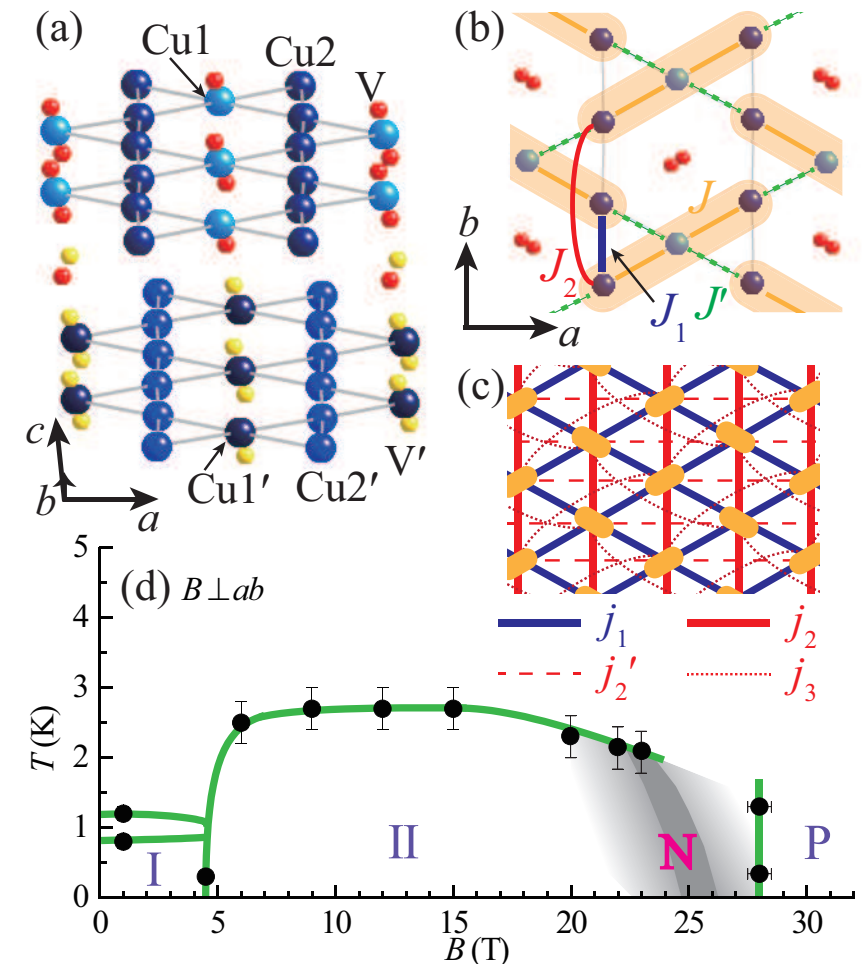 (a)
Cu1
Cu2
V
c
b
a
Cu1′
Cu2′
V′
(b)
b
a
J
J₂
J₁
J′
(c)
j₁
j₂
j₂′
j₃
(d) B⊥ab
T(K)
5
4
3
2
1
0
I
II
N
P
0
5
10
15
20
25
30
B(T)